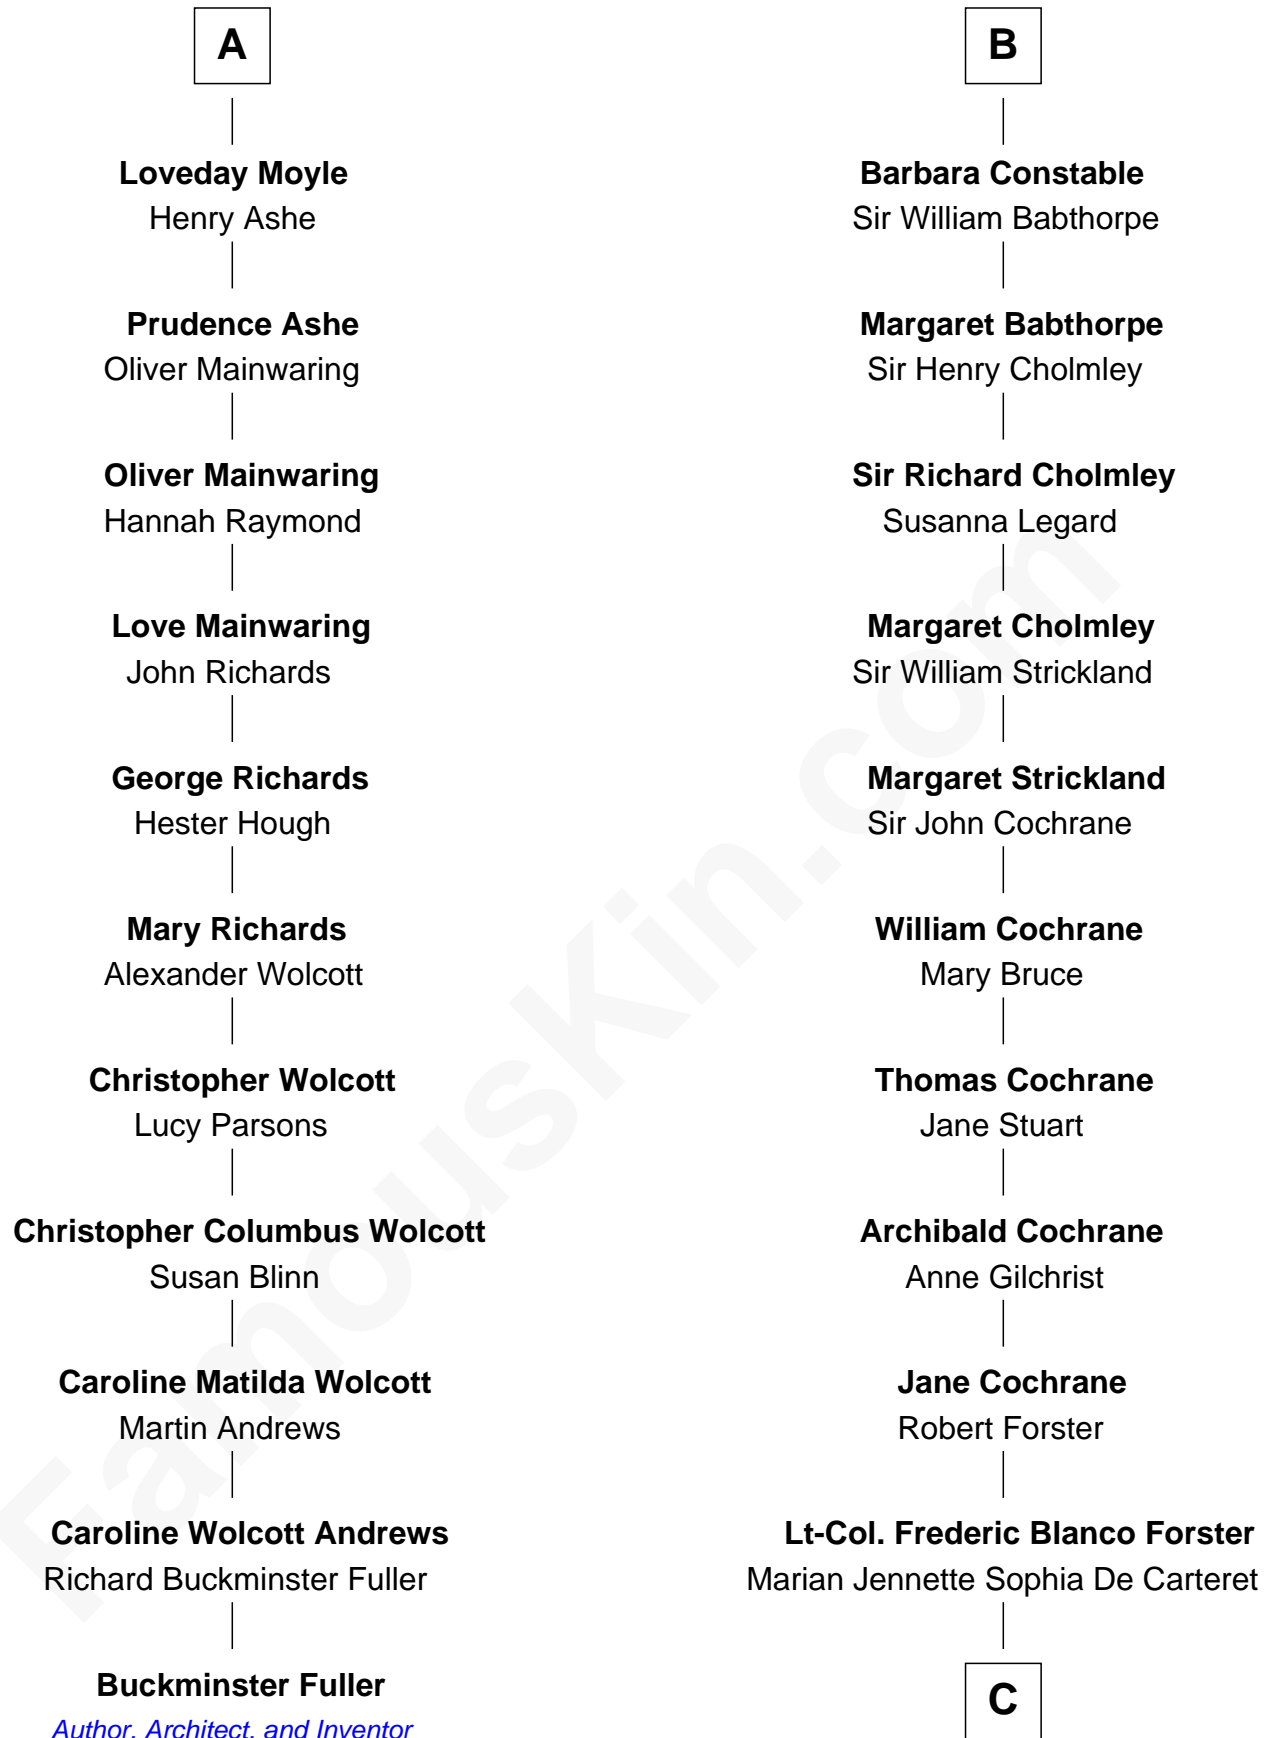 A
Loveday Moyle
Henry Ashe
Prudence Ashe
Oliver Mainwaring
Oliver Mainwaring
Hannah Raymond
Love Mainwaring
John Richards
George Richards
Hester Hough
Mary Richards
Alexander Wolcott
Christopher Wolcott
Lucy Parsons
Christopher Columbus Wolcott
Susan Blinn
Caroline Matilda Wolcott
Martin Andrews
Caroline Wolcott Andrews
Richard Buckminster Fuller
Buckminster Fuller
Author, Architect, and Inventor
B
Barbara Constable
Sir William Babthorpe
Margaret Babthorpe
Sir Henry Cholmley
Sir Richard Cholmley
Susanna Legard
Margaret Cholmley
Sir William Strickland
Margaret Strickland
Sir John Cochrane
William Cochrane
Mary Bruce
Thomas Cochrane
Jane Stuart
Archibald Cochrane
Anne Gilchrist
Jane Cochrane
Robert Forster
Lt-Col. Frederic Blanco Forster
Marian Jennette Sophia De Carteret
C
FamousKin.com